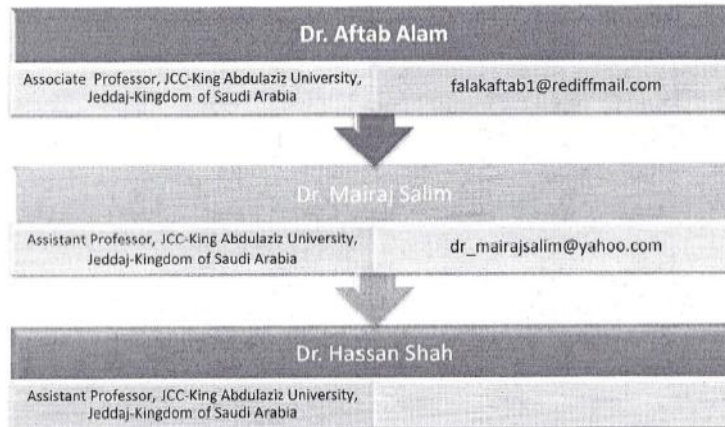 Dr. Aftab Alam
Associate Professor, JCC-King Abdulaziz University,
Jeddaj-Kingdom of Saudi Arabia
falakaftab1@rediffmail.com
Dr. Mairaj Salim
Assistant Professor, JCC-King Abdulaziz University,
Jeddaj-Kingdom of Saudi Arabia
dr_mairajsalim@yahoo.com
Dr. Hassan Shah
Assistant Professor, JCC-King Abdulaziz University,
Jeddaj-Kingdom of Saudi Arabia